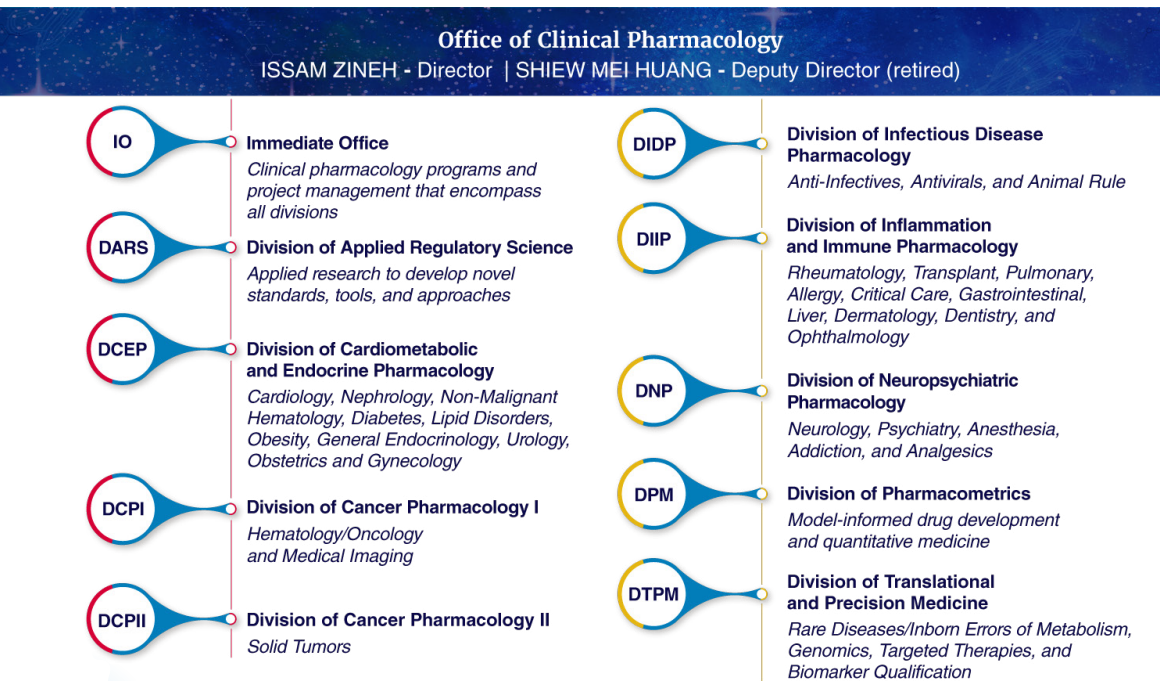 Office of Clinical Pharmacology
ISSAM ZINEH - Director | SHIEW MEI HUANG - Deputy Director (retired)
IO
Immediate Office
Clinical pharmacology programs and
project management that encompass
all divisions
DARS
Division of Applied Regulatory Science
Applied research to develop novel
standards, tools, and approaches
DCEP
Division of Cardiometabolic
and Endocrine Pharmacology
Cardiology, Nephrology, Non-Malignant
Hematology, Diabetes, Lipid Disorders,
Obesity, General Endocrinology, Urology,
Obstetrics and Gynecology
DCPI
Division of Cancer Pharmacology I
Hematology/Oncology
and Medical Imaging
DCPII
Division of Cancer Pharmacology II
Solid Tumors
DIDP
Division of Infectious Disease
Pharmacology
Anti-Infectives, Antivirals, and Animal Rule
DIIP
Division of Inflammation
and Immune Pharmacology
Rheumatology, Transplant, Pulmonary,
Allergy, Critical Care, Gastrointestinal,
Liver, Dermatology, Dentistry, and
Ophthalmology
DNP
Division of Neuropsychiatric
Pharmacology
Neurology, Psychiatry, Anesthesia,
Addiction, and Analgesics
DPM
Division of Pharmacometrics
Model-informed drug development
and quantitative medicine
DTPM
Division of Translational
and Precision Medicine
Rare Diseases/Inborn Errors of Metabolism,
Genomics, Targeted Therapies, and
Biomarker Qualification